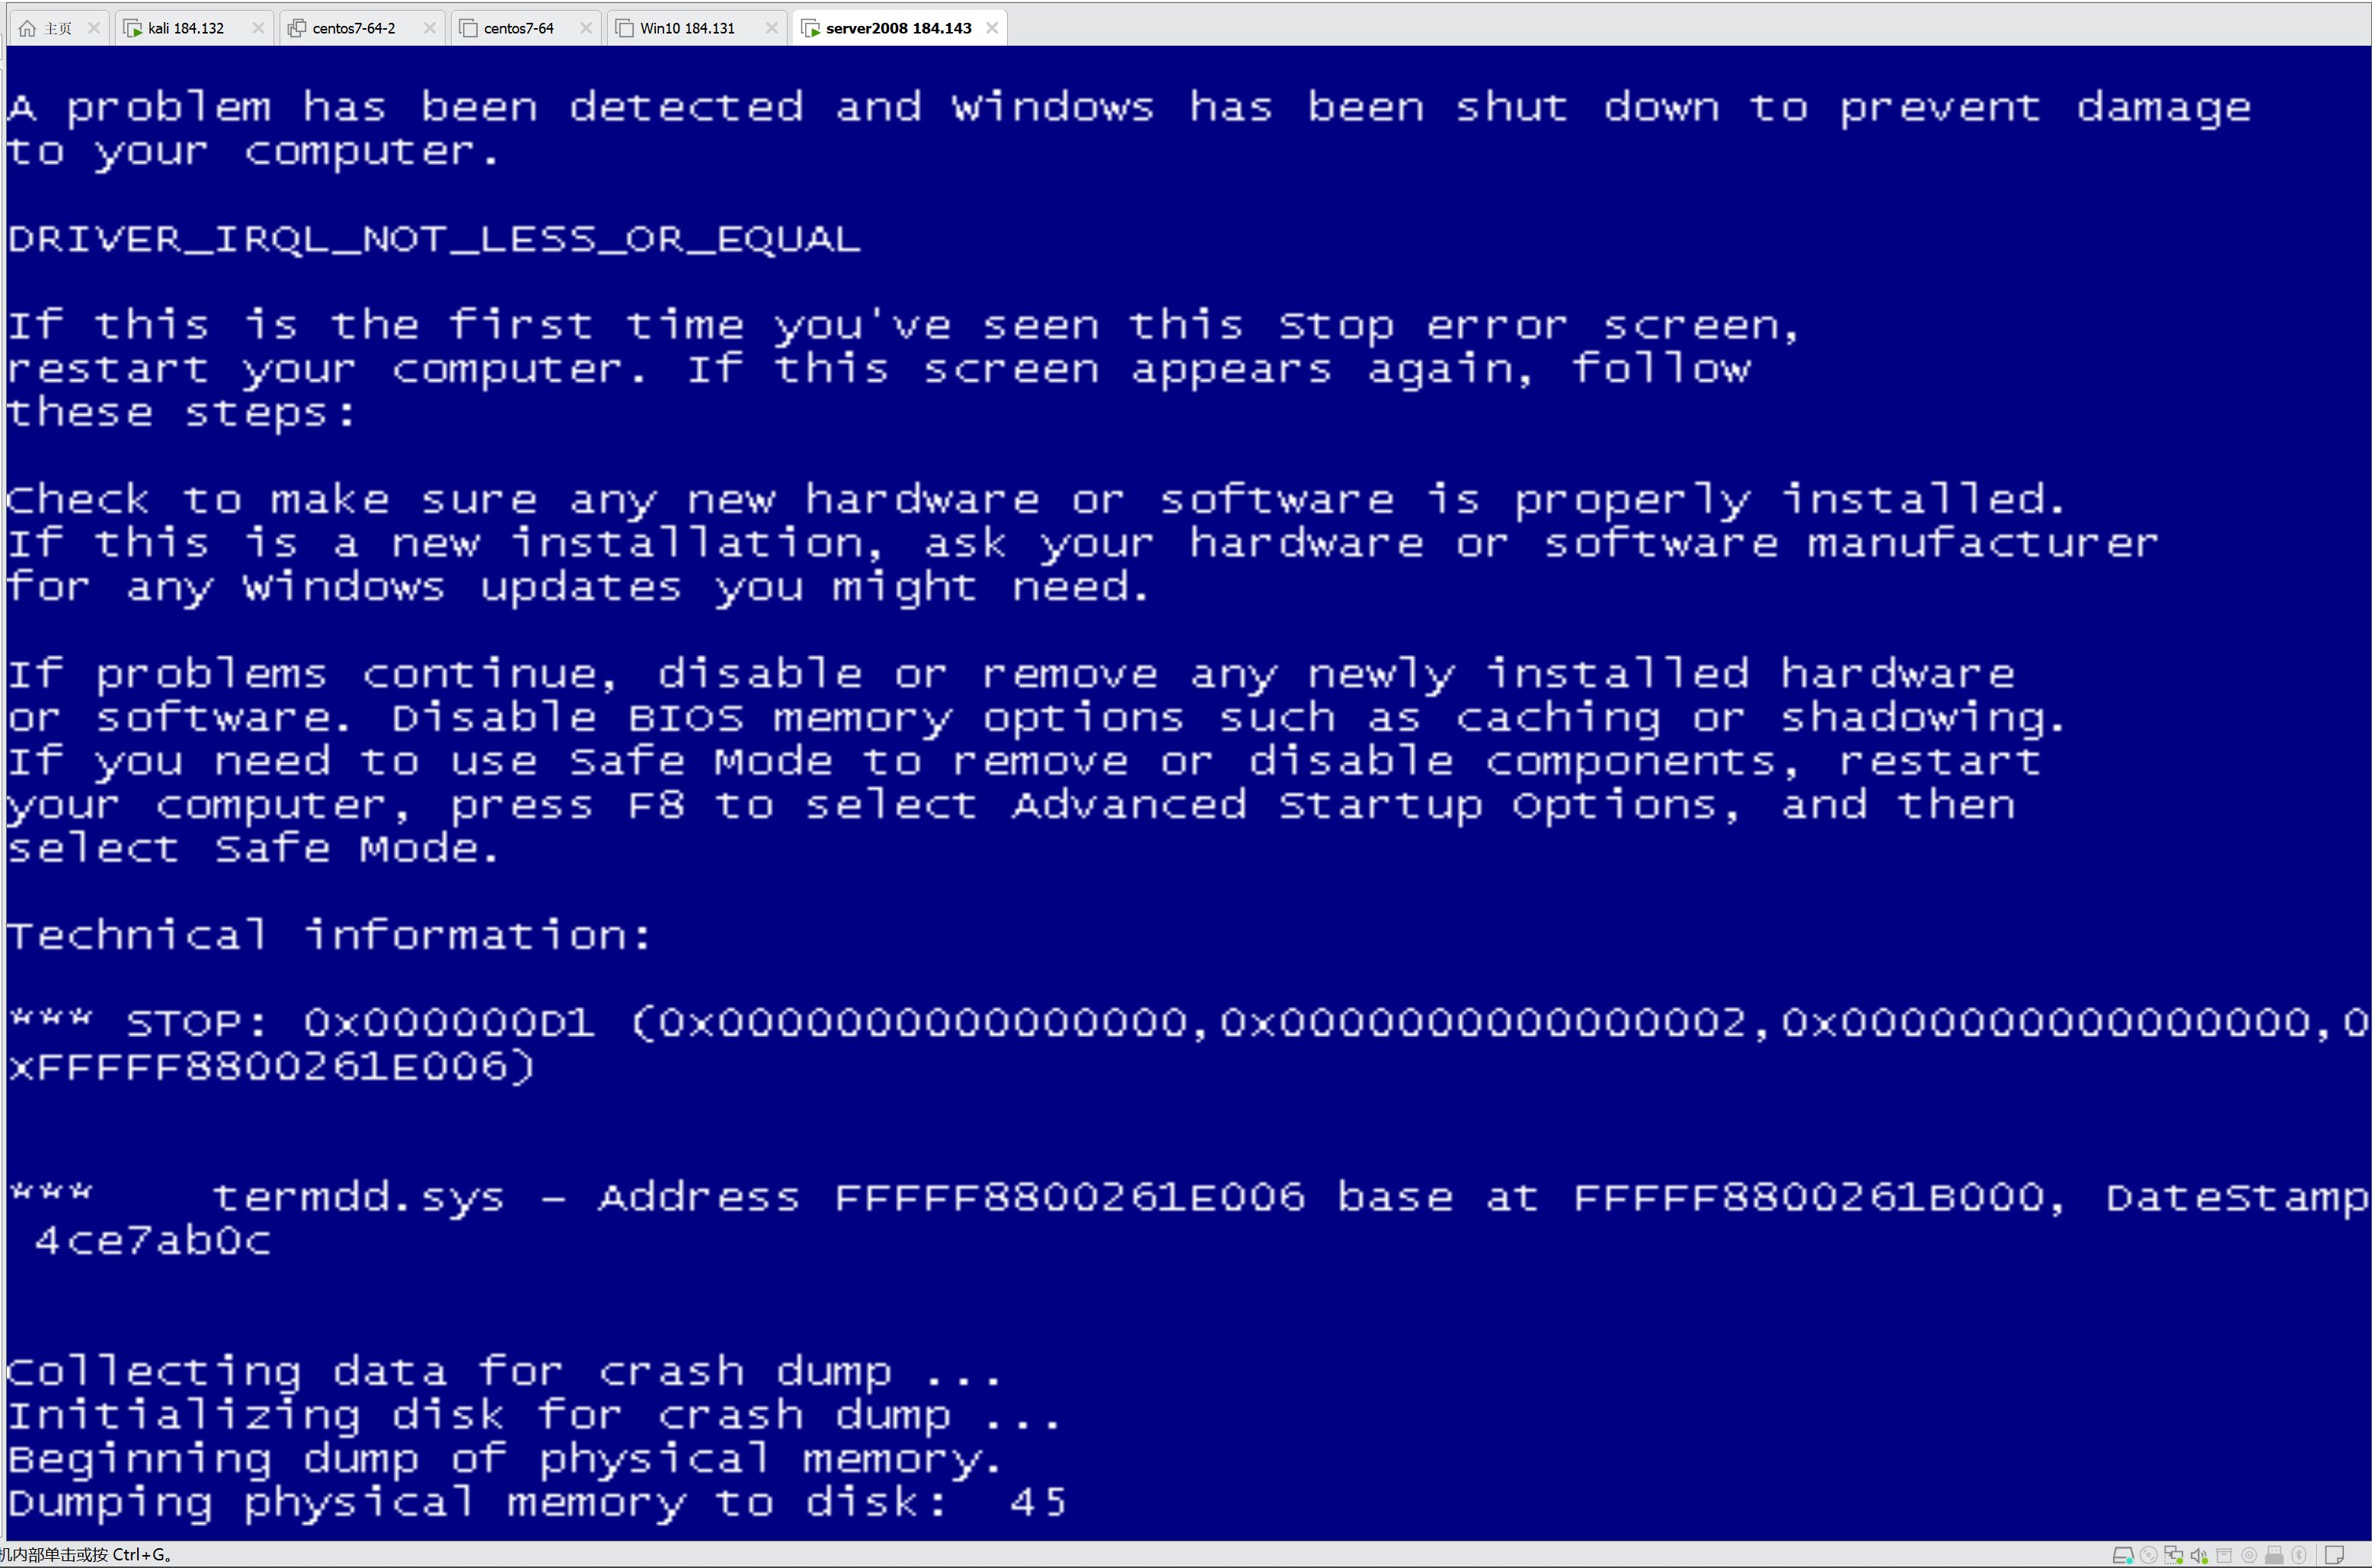 主页 kali 184.132 centos7-64-2 centos7-64 Win10 184.131 server2008 184.143
A problem has been detected and Windows has been shut down to prevent damage
to your computer.
DRIVER_IRQL_NOT_LESS_OR_EQUAL
If this is the first time you've seen this Stop error screen,
restart your computer. If this screen appears again, follow
these steps:
Check to make sure any new hardware or software is properly installed.
If this is a new installation, ask your hardware or software manufacturer
for any Windows updates you might need.
If problems continue, disable or remove any newly installed hardware
or software. Disable BIOS memory options such as caching or shadowing.
If you need to use Safe Mode to remove or disable components, restart
your computer, press F8 to select Advanced Startup Options, and then
select Safe Mode.
Technical information:
*** STOP: 0x000000D1 (0x0000000000000000,0x0000000000000002,0x0000000000000000,0
xFFFFF8800261E006)
*** termdd.sys - Address FFFFF8800261E006 base at FFFFF8800261B000, DateStamp
4ce7ab0c
Collecting data for crash dump ...
Initializing disk for crash dump ...
Beginning dump of physical memory.
Dumping physical memory to disk: 45
机内部单击或按 Ctrl+G。